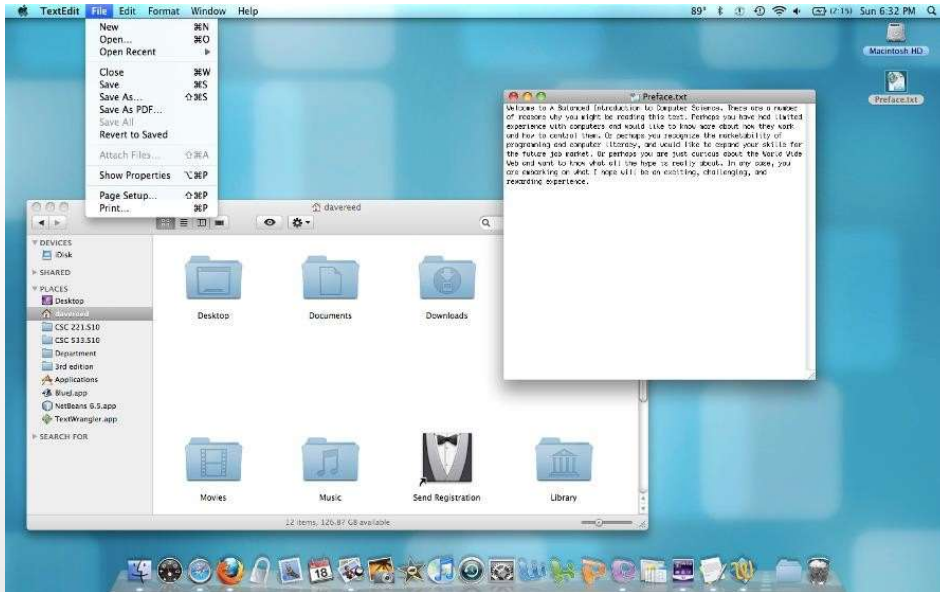 TextEdit File Edit Format Window Help
89° (2:15) Sun 6:32 PM
New ⌘N
Open... ⌘O
Open Recent
Close ⌘W
Save ⌘S
Save As... ⇧⌘S
Save As PDF...
Save All
Revert to Saved
Attach Files... ⇧⌘A
Show Properties ⌥⌘P
Page Setup... ⇧⌘P
Print... ⌘P
Macintosh HD
Preface.txt
Preface.txt
Welcome to A Balanced Introduction to Computer Science. There are a number
of reasons why you might be reading this text. Perhaps you have had limited
experience with computers and would like to know more about how they work
and how to control them. Or perhaps you recognize the marketability of
programming and computer literacy, and would like to expand your skills for
the future job market. Or perhaps you are just curious about the World Wide
Web and want to know what all the hype is really about. In any case, you
are embarking on what I hope will be an exciting, challenging, and
rewarding experience.
davereed
DEVICES
iDisk
SHARED
PLACES
Desktop
davereed
CSC 221.S10
CSC 533.S10
Department
3rd edition
Applications
BlueJ.app
NetBeans 6.5.app
TextWrangler.app
SEARCH FOR
Desktop
Documents
Downloads
Movies
Music
Send Registration
Library
12 items, 126.87 GB available
18